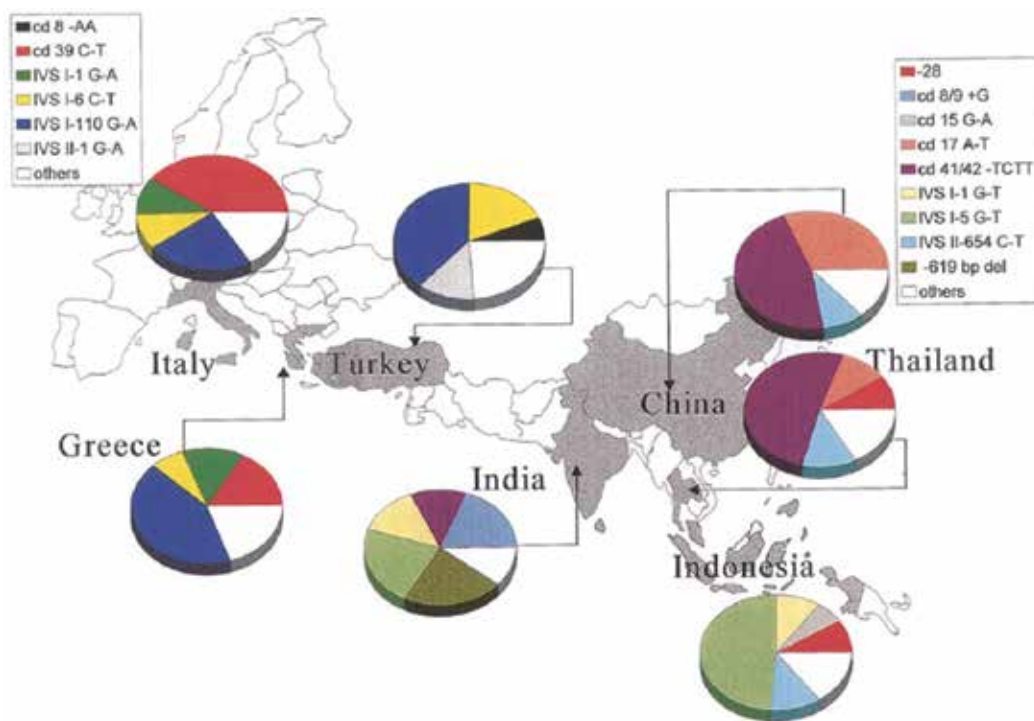 cd 8 -AA
cd 39 C-T
IVS I-1 G-A
IVS I-6 C-T
IVS I-110 G-A
IVS II-1 G-A
others
-28
cd 8/9 +G
cd 15 G-A
cd 17 A-T
cd 41/42 -TCTT
IVS I-1 G-T
IVS I-5 G-T
IVS II-654 C-T
-619 bp del
others
Italy
Turkey
Thailand
China
Greece
India
Indonesia